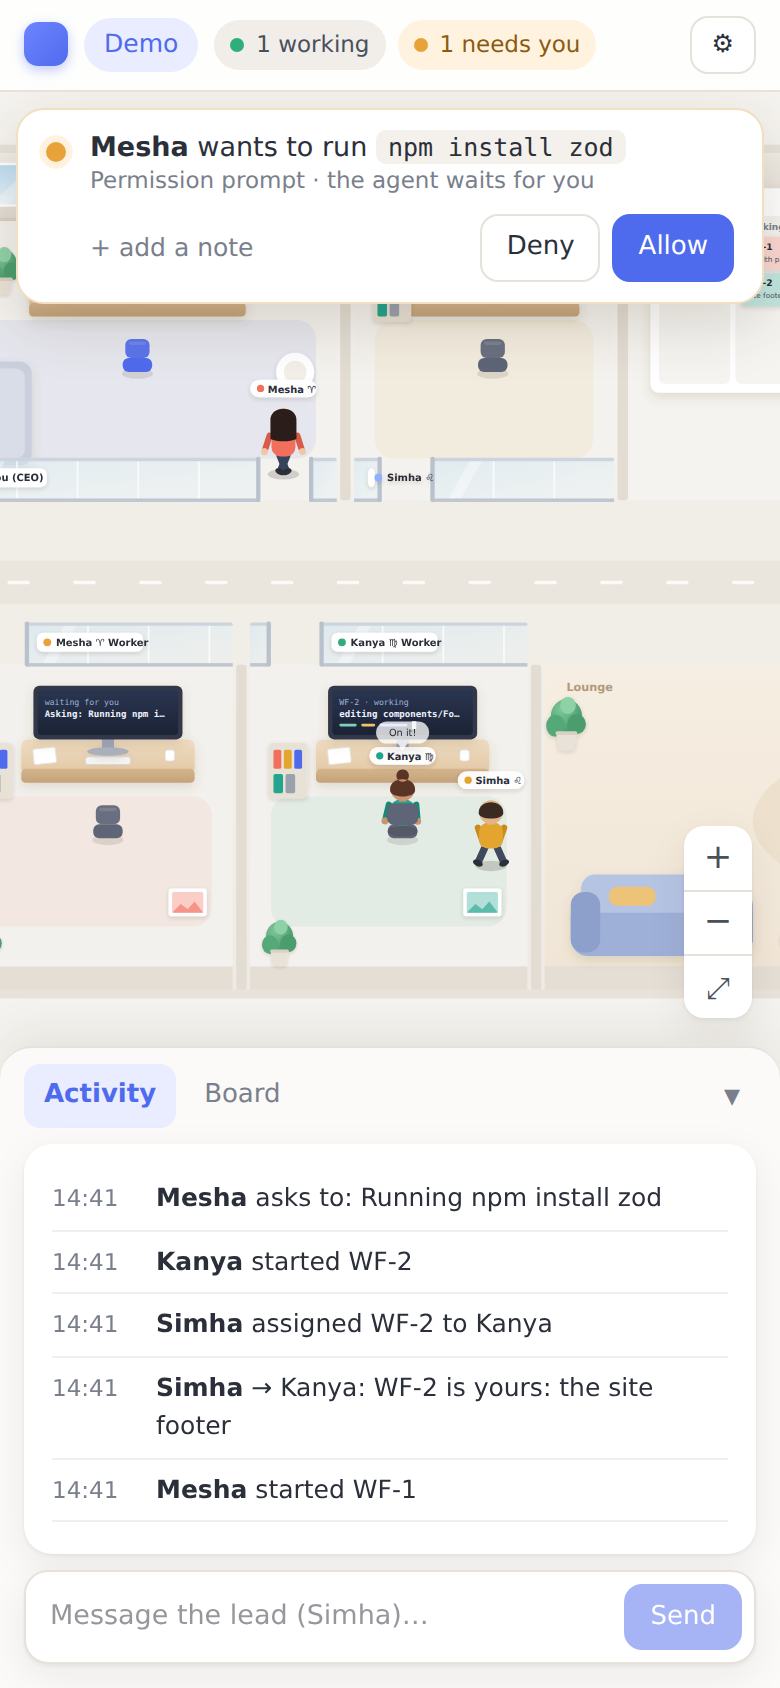 Demo
1 working
1 needs you
Mesha wants to run npm install zod
Permission prompt · the agent waits for you
+ add a note
Deny
Allow
-1
-2
Mesha ♈
(CEO)
Simha ♌
Mesha ♈ Worker
Kanya ♍ Worker
Lounge
waiting for you
Asking: Running npm i…
WF-2 · working
editing components/Fo…
On it!
Kanya ♍
Simha ♌
Activity
Board
14:41 Mesha asks to: Running npm install zod
14:41 Kanya started WF-2
14:41 Simha assigned WF-2 to Kanya
14:41 Simha → Kanya: WF-2 is yours: the site
footer
14:41 Mesha started WF-1
Message the lead (Simha)…
Send